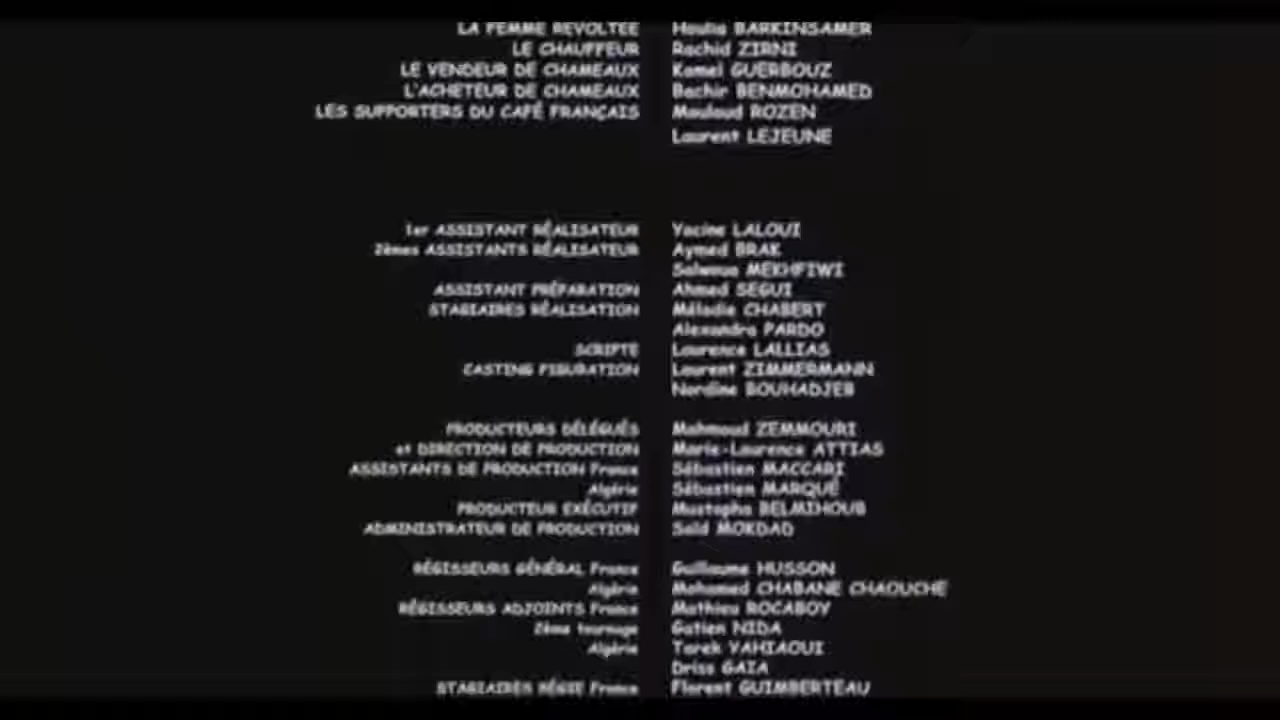 LA FEMME RÉVOLTÉE Houlia BARKINSAMER
LE CHAUFFEUR Rachid ZIRNI
LE VENDEUR DE CHAMEAUX Kamel GUERBOUZ
L'ACHETEUR DE CHAMEAUX Bachir BENMOHAMED
LES SUPPORTERS DU CAFÉ FRANÇAIS Mouloud ROZEN
Laurent LEJEUNE
1er ASSISTANT RÉALISATEUR Yacine LALOUI
2èmes ASSISTANTS RÉALISATEUR Aymed BRAK
Salwoua MEKHFIWI
ASSISTANT PRÉPARATION Ahmed SEGUI
STAGIAIRES RÉALISATION Mélodie CHABERT
Alexandra PARDO
SCRIPTE Laurence LALLIAS
CASTING FIGURATION Laurent ZIMMERMANN
Nordine BOUHADJEB
PRODUCTEURS DÉLÉGUÉS Mahmoud ZEMMOURI
et DIRECTION DE PRODUCTION Marie-Laurence ATTIAS
ASSISTANTS DE PRODUCTION France Sébastien MACCARI
Algérie Sébastien MARQUÉ
PRODUCTEUR EXÉCUTIF Mustapha BELMIHOUB
ADMINISTRATEUR DE PRODUCTION Saïd MOKDAD
RÉGISSEURS GÉNÉRAL France Guillaume HUSSON
Algérie Mohamed CHABANE CHAOUCHE
RÉGISSEURS ADJOINTS France Mathieu ROCABOY
2ème tournage Gatien NIDA
Algérie Tarek YAHIAOUI
Driss GAIA
STAGIAIRES RÉGIE France Florent GUIMBERTEAU